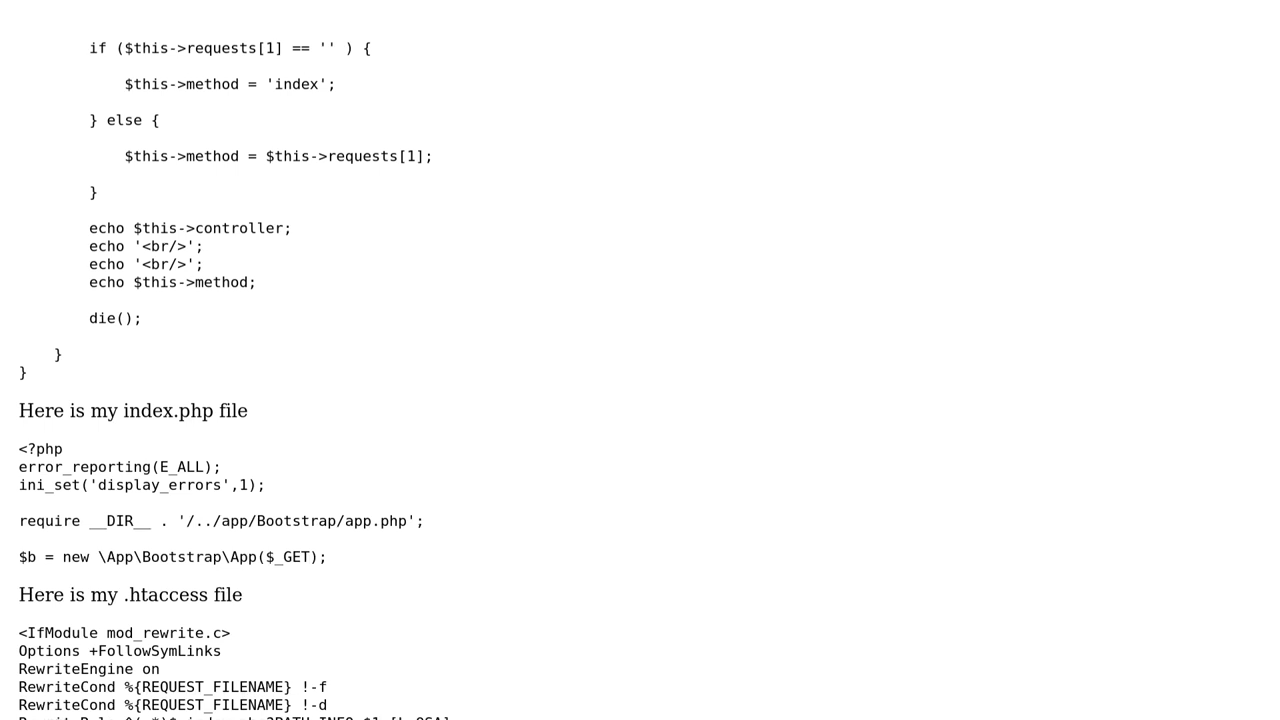 if ($this->requests[1] == '' ) {
$this->method = 'index';
} else {
$this->method = $this->requests[1];
}
echo $this->controller;
echo '<br/>';
echo '<br/>';
echo $this->method;
die();
}
}
Here is my index.php file
<?php
error_reporting(E_ALL);
ini_set('display_errors',1);
require __DIR__ . '/../app/Bootstrap/app.php';
$b = new \App\Bootstrap\App($_GET);
Here is my .htaccess file
<IfModule mod_rewrite.c>
Options +FollowSymLinks
RewriteEngine on
RewriteCond %{REQUEST_FILENAME} !-f
RewriteCond %{REQUEST_FILENAME} !-d